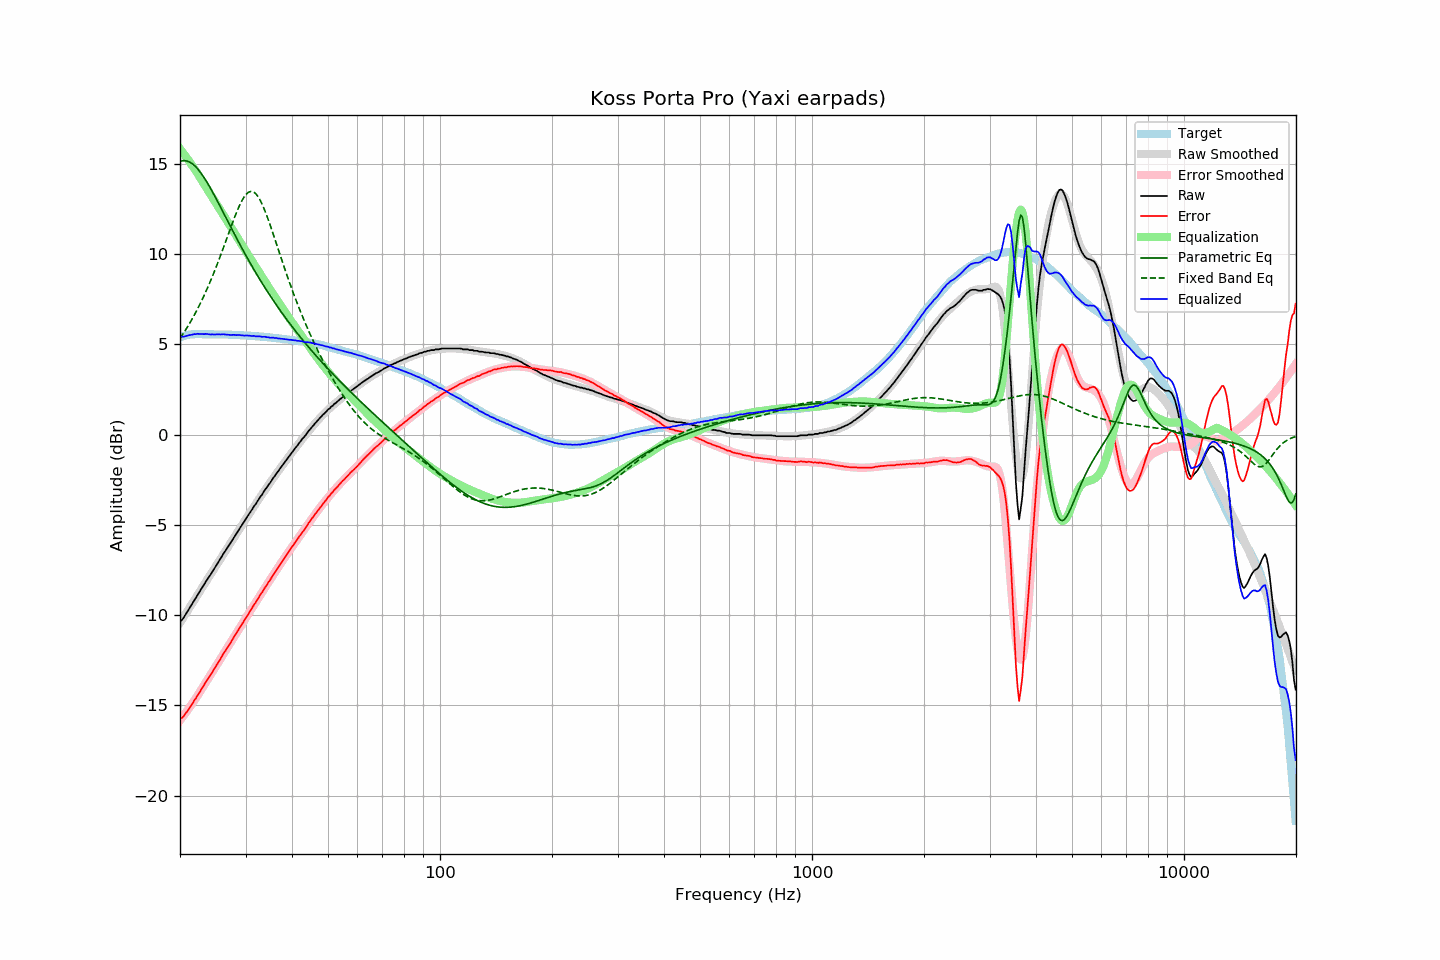 Koss Porta Pro (Yaxi earpads)
Target
Raw Smoothed
Error Smoothed
Raw
Error
Equalization
Parametric Eq
Fixed Band Eq
Equalized
15
10
5
0
−5
−10
−15
−20
Amplitude (dBr)
100
1000
10000
Frequency (Hz)